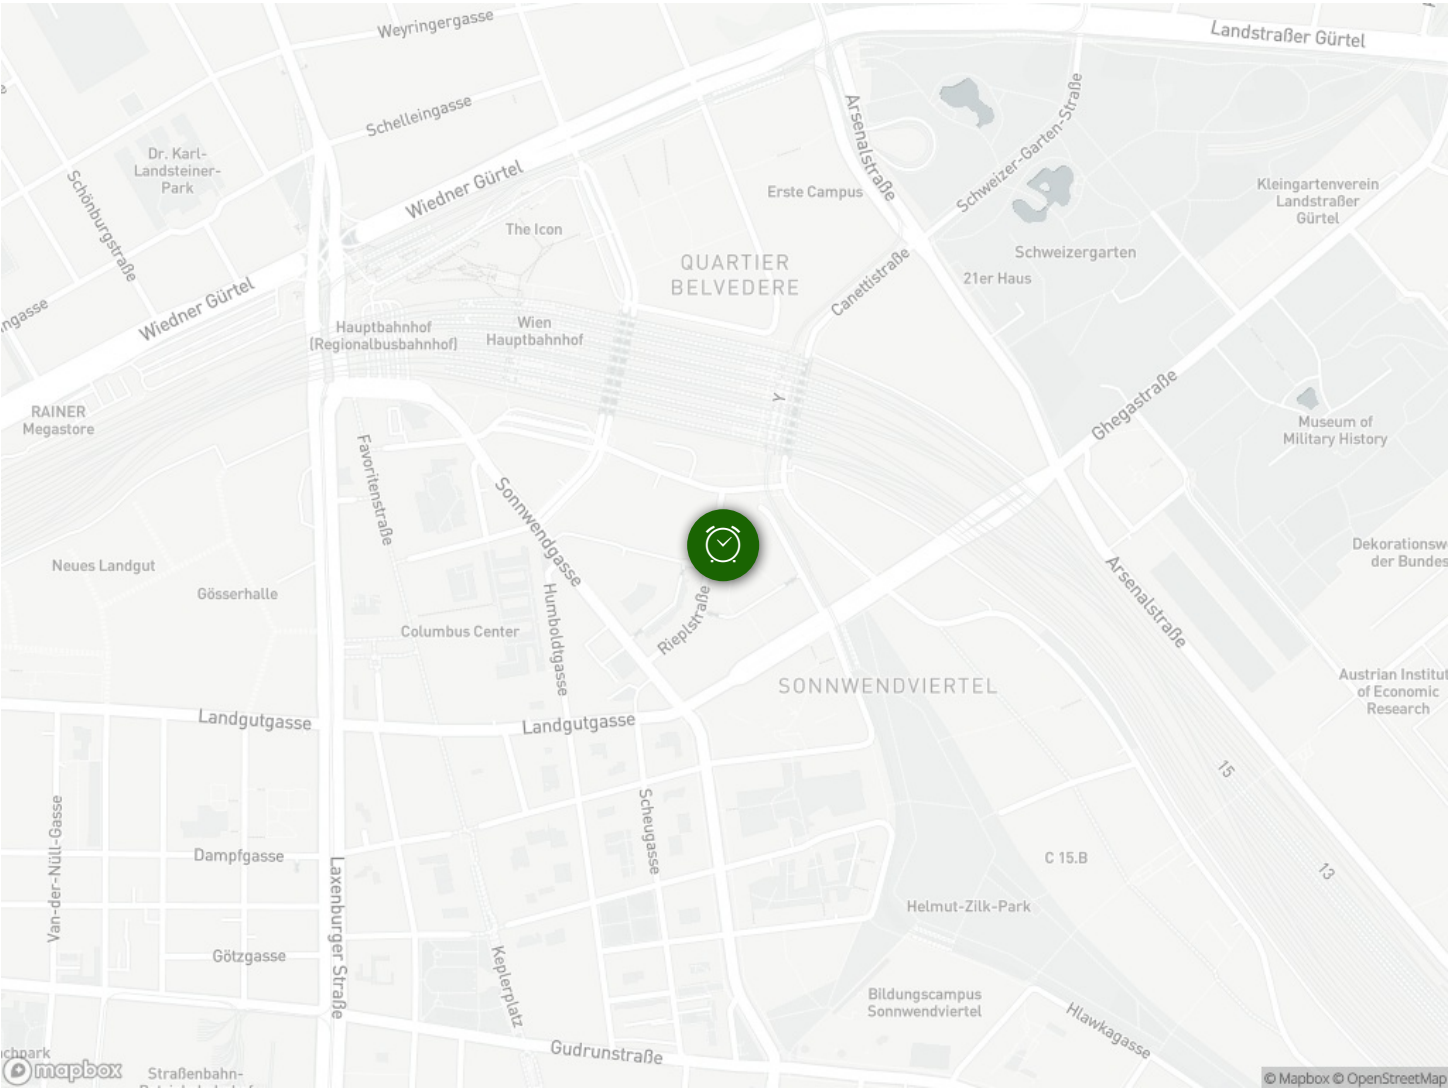 Weyringergasse
Landstraßer Gürtel
Schelleingasse
Arsenalstraße
Schweizer-Garten-Straße
Dr. Karl-
Landsteiner-
Park
Schönburgstraße
Wiedner Gürtel
Erste Campus
Kleingartenverein
Landstraßer
Gürtel
The Icon
QUARTIER
BELVEDERE
Schweizergarten
21er Haus
Canettistraße
Wiedner Gürtel
ngasse
Hauptbahnhof
(Regionalbusbahnhof)
Wien
Hauptbahnhof
RAINER
Megastore
Ghegastraße
Museum of
Military History
Favoritenstraße
Sonnwendgasse
Neues Landgut
Gösserhalle
Dekorationsw
der Bundes
Arsenalstraße
Humboldtgasse
Rieplstraße
Columbus Center
SONNWENDVIERTEL
Austrian Institut
of Economic
Research
Landgutgasse
Landgutgasse
15
Van-der-Nüll-Gasse
Scheugasse
Dampfgasse
C 15.B
13
Laxenburger Straße
Helmut-Zilk-Park
Götzgasse
Keplerplatz
Bildungscampus
Sonnwendviertel
Hlawkagasse
Gudrunstraße
chpark
mapbox
Straßenbahn-
© Mapbox © OpenStreetMap